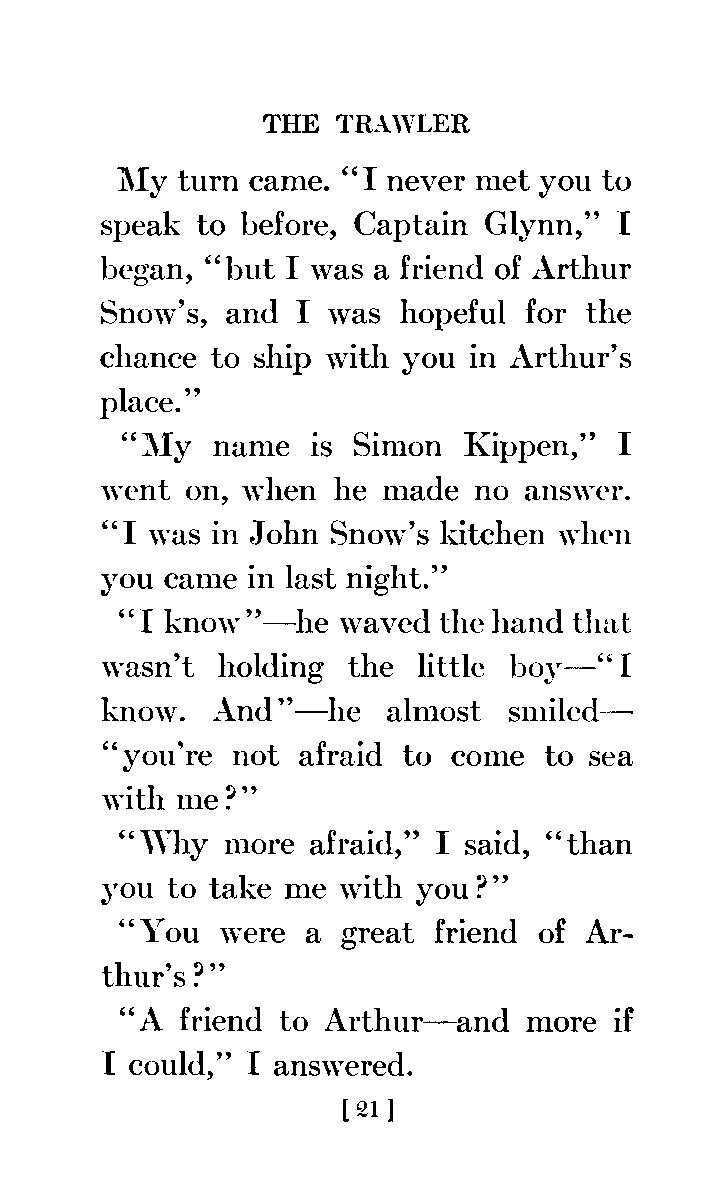 THE TRAWLER
My turn came. “I never met you to
speak to before, Captain Glynn,” I
began, “but I was a friend of Arthur
Snow’s, and I was hopeful for the
chance to ship with you in Arthur’s
place.”
“My name is Simon Kippen,” I
went on, when he made no answer.
“I was in John Snow’s kitchen when
you came in last night.”
“I know”—he waved the hand that
wasn’t holding the little boy—“I
know. And”—he almost smiled—
“you’re not afraid to come to sea
with me?”
“Why more afraid,” I said, “than
you to take me with you?”
“You were a great friend of Ar-
thur’s?”
“A friend to Arthur—and more if
I could,” I answered.
[21]